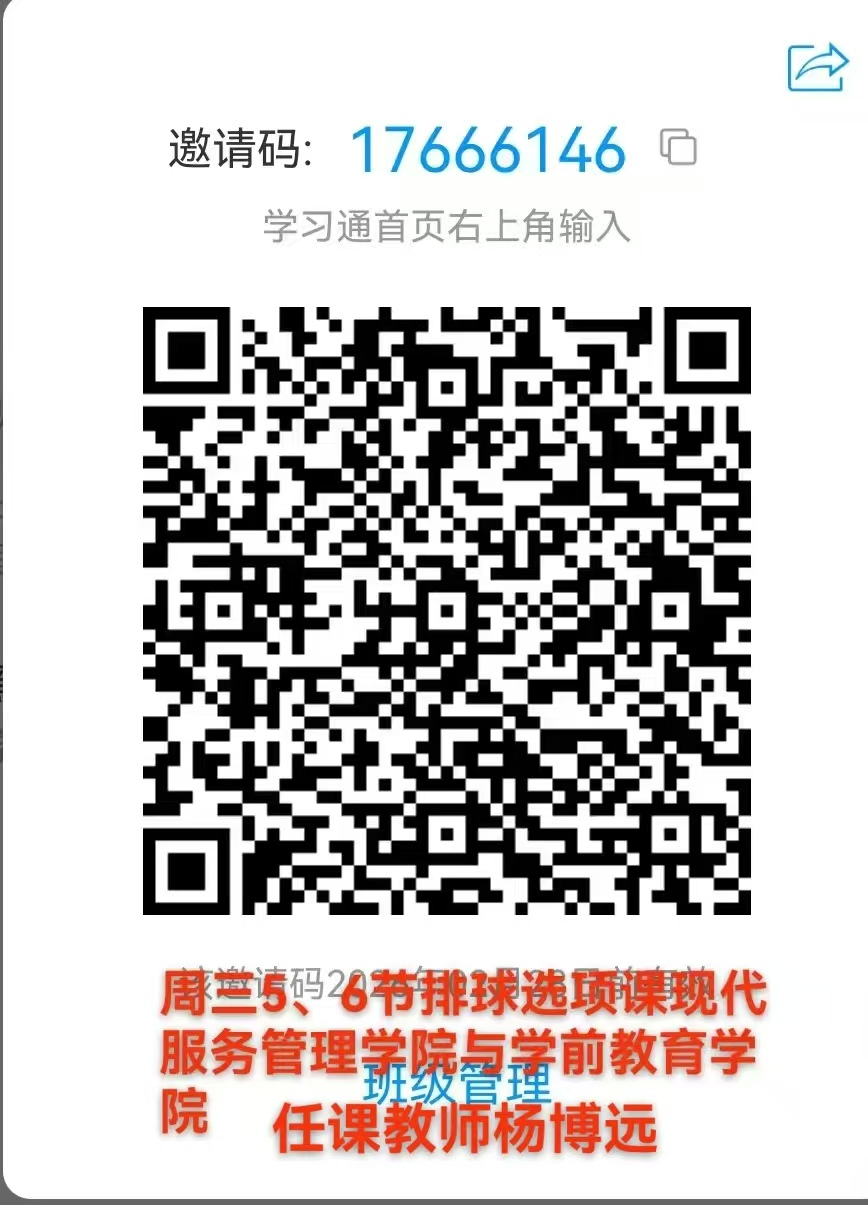 邀请码: 17666146
学习通首页右上角输入
周三5、6节排球选项课现代
服务管理学院与学前教育学
院
班级管理
任课教师杨博远